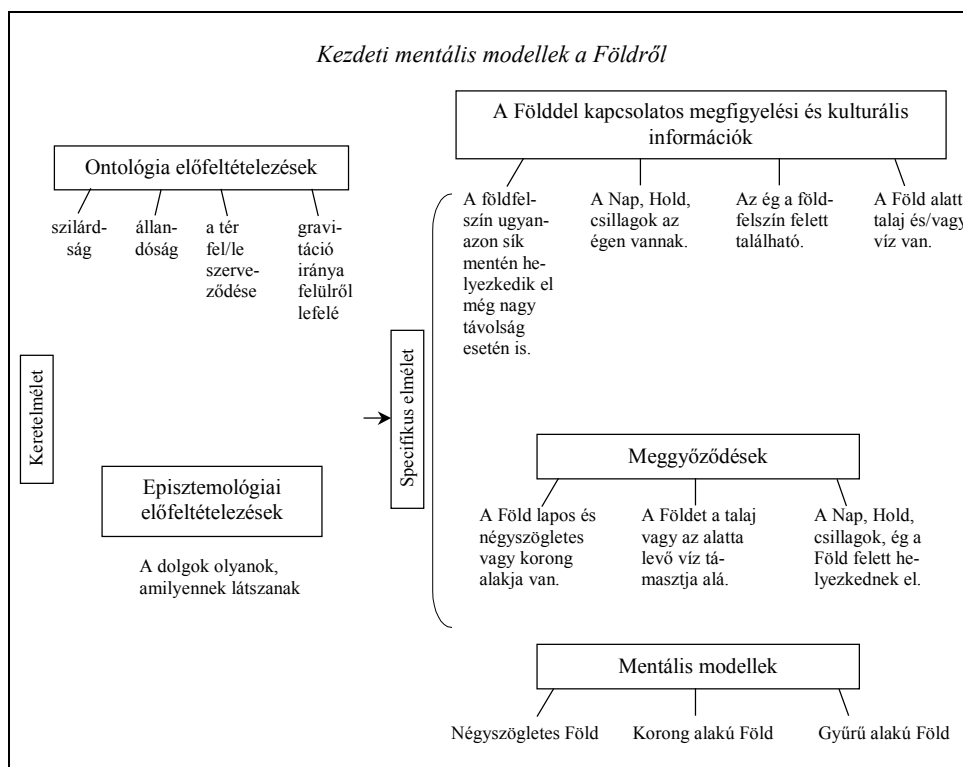 Kezdeti mentális modellek a Földről
Keretelmélet
Ontológia előfeltételezések
szilárd-
ság
állan-
dóság
a tér
fel/le
szerve-
ződése
gravi-
táció
iránya
felülről
lefelé
Episztemológiai
előfeltételezések
A dolgok olyanok,
amilyennek látszanak
Specifikus elmélet
A Földdel kapcsolatos megfigyelési és kulturális
információk
A földfel-
szín ugyan-
azon sík
mentén he-
lyezkedik el
még nagy
távolság
esetén is.
A Nap, Hold,
csillagok az
égen vannak.
Az ég a föld-
felszín felett
található.
A Föld alatt
talaj és/vagy
víz van.
Meggyőződések
A Föld lapos és
négyszögletes
vagy korong
alakja van.
A Földet a talaj
vagy az alatta
levő víz tá-
masztja alá.
A Nap, Hold,
csillagok, ég a
Föld felett he-
lyezkednek el.
Mentális modellek
Négyszögletes Föld
Korong alakú Föld
Gyűrű alakú Föld